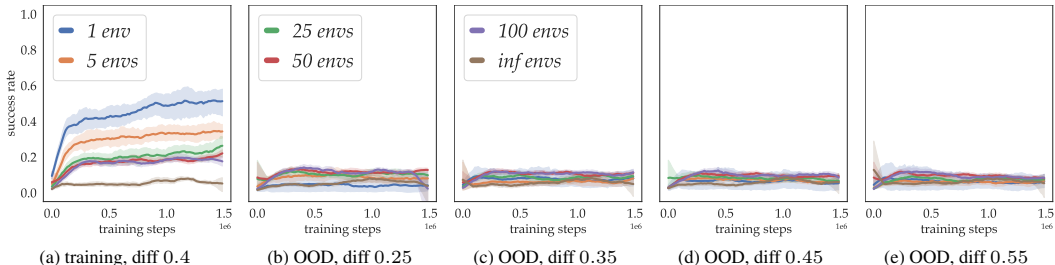 success rate
1.0
0.8
0.6
0.4
0.2
0.0
1 env
5 envs
25 envs
50 envs
100 envs
inf envs
0.0 0.5 1.0 1.5
1e6
training steps
0.0 0.5 1.0 1.5
1e6
training steps
0.0 0.5 1.0 1.5
1e6
training steps
0.0 0.5 1.0 1.5
1e6
training steps
0.0 0.5 1.0 1.5
1e6
training steps
(a) training, diff 0.4
(b) OOD, diff 0.25
(c) OOD, diff 0.35
(d) OOD, diff 0.45
(e) OOD, diff 0.55